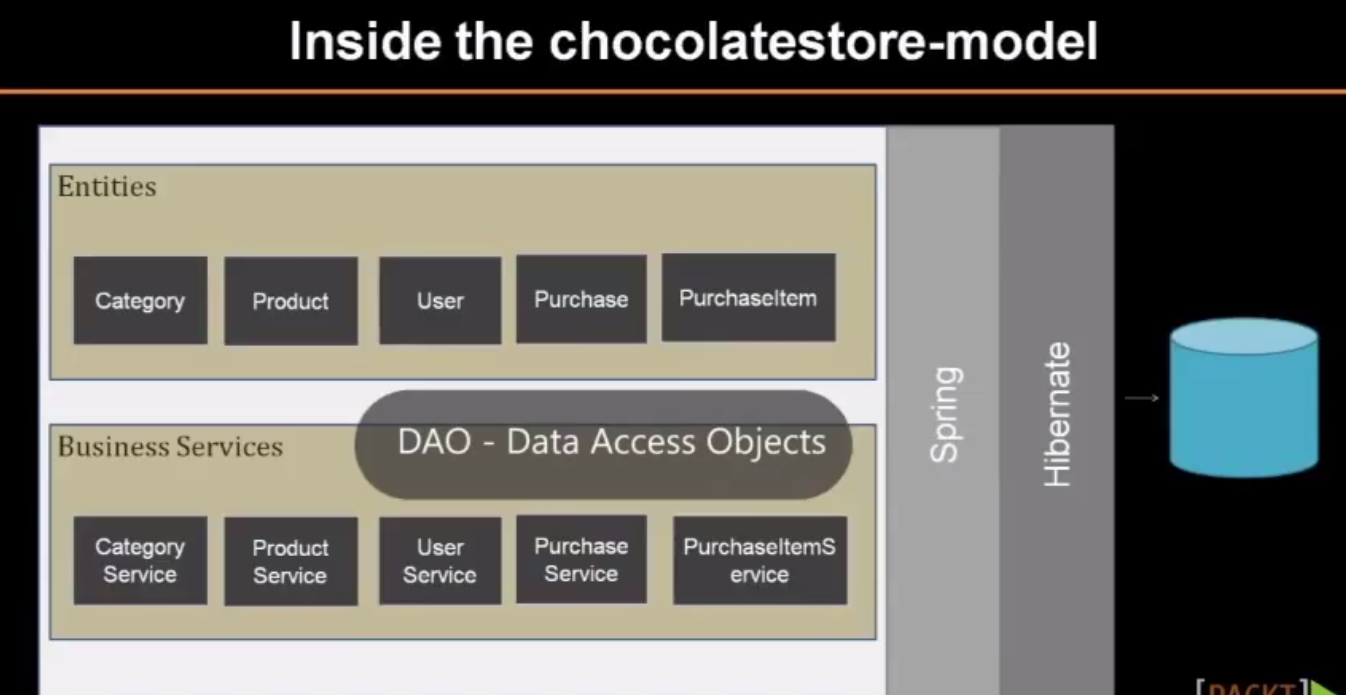 Inside the chocolatestore-model
Entities
Category
Product
User
Purchase
PurchaseItem
DAO - Data Access Objects
Business Services
Category
Service
Product
Service
User
Service
Purchase
Service
PurchaseItemS
ervice
Spring
Hibernate
[PACKT]